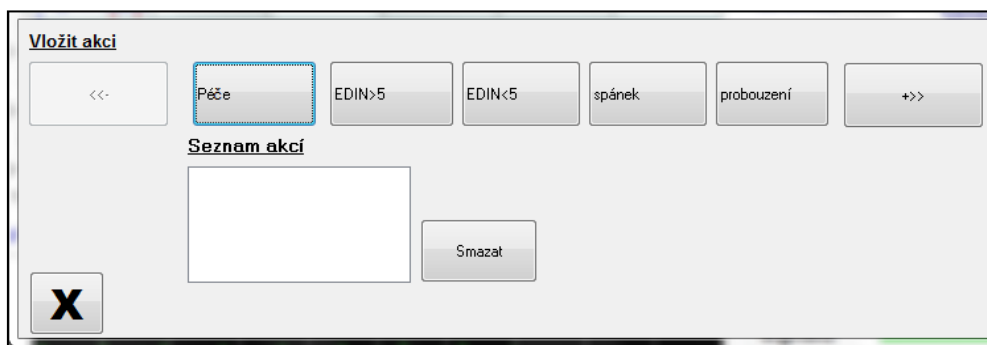 Vložit akci
<<-
Péče
EDIN>5
EDIN<5
spánek
probouzení
+>>
Seznam akcí
Smazat
X